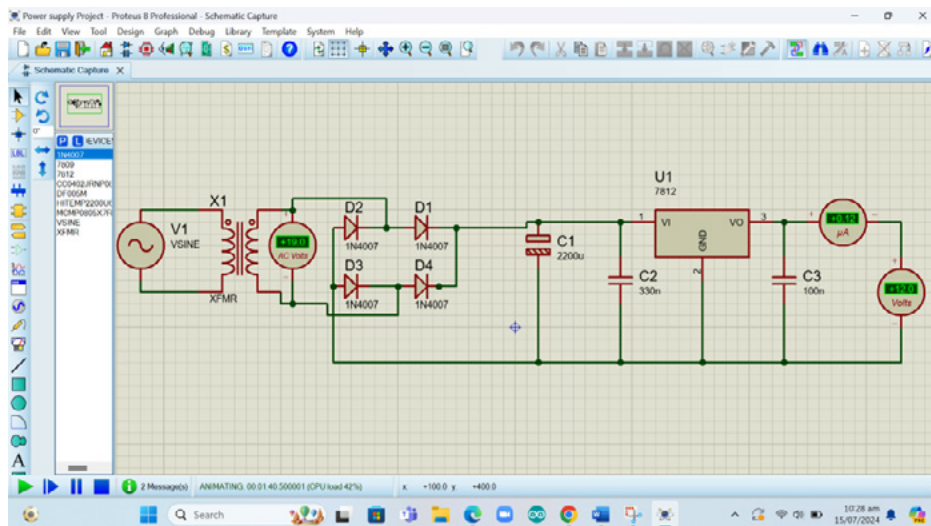 Power supply Project - Proteus 8 Professional - Schematic Capture
File Edit View Tool Design Graph Debug Library Template System Help
Schematic Capture X
0°
P L DEVICES
1N4007
7809
7812
DF005M
VSINE
XFMR
LBL
A
X1
V1
VSINE
XFMR
+19.0
AC Volts
D2
D1
1N4007
1N4007
D3
D4
1N4007
1N4007
C1
2200u
C2
330n
U1
7812
1
VI
VO
3
GND
2
C3
100n
+0.12
µA
+12.0
Volts
2 Message(s) ANIMATING: 00:01:40.500001 (CPU load 42%) x -100.0 y +400.0
Search
10:28 am
15/07/2024